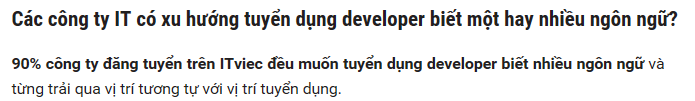 Các công ty IT có xu hướng tuyển dụng developer biết một hay nhiều ngôn ngữ?
90% công ty đăng tuyển trên ITviec đều muốn tuyển dụng developer biết nhiều ngôn ngữ và
từng trải qua vị trí tương tự với vị trí tuyển dụng.